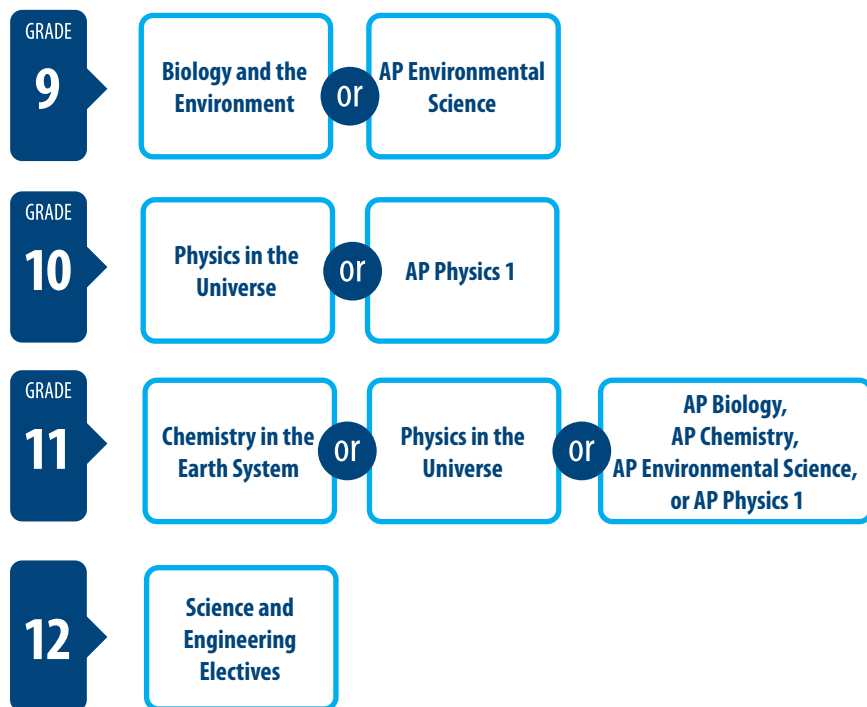 GRADE
9
Biology and the
Environment
or
AP Environmental
Science
GRADE
10
Physics in the
Universe
or
AP Physics 1
GRADE
11
Chemistry in the
Earth System
or
Physics in the
Universe
or
AP Biology,
AP Chemistry,
AP Environmental Science,
or AP Physics 1
12
Science and
Engineering
Electives